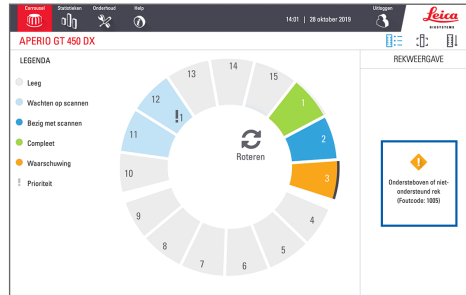 Carrousel Statistieken Onderhoud Help Uitloggen
14:01 | 28 oktober 2019
Leica
BIOSYSTEMS
APERIO GT 450 DX
LEGENDA
Leeg
Wachten op scannen
Bezig met scannen
Compleet
Waarschuwing
! Prioriteit
1
2
3
4
5
6
7
8
9
10
11
12
!1
13
14
15
Roteren
REKWEERGAVE
Ondersteboven of niet-
ondersteund rek
(Foutcode: 1005)